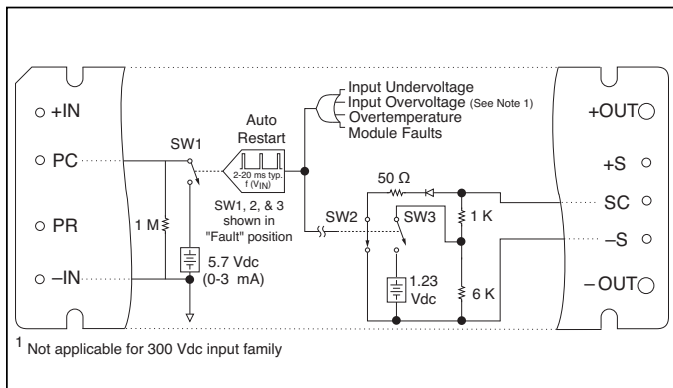 +IN
PC
PR
–IN
SW1
1 M
5.7 Vdc
(0-3 mA)
Auto
Restart
2-20 ms typ.
f (VIN)
SW1, 2, & 3
shown in
"Fault" position
Input Undervoltage
Input Overvoltage (See Note 1)
Overtemperature
Module Faults
50 Ω
SW2
SW3
1 K
1.23
Vdc
6 K
+OUT
+S
SC
–S
–OUT
1 Not applicable for 300 Vdc input family